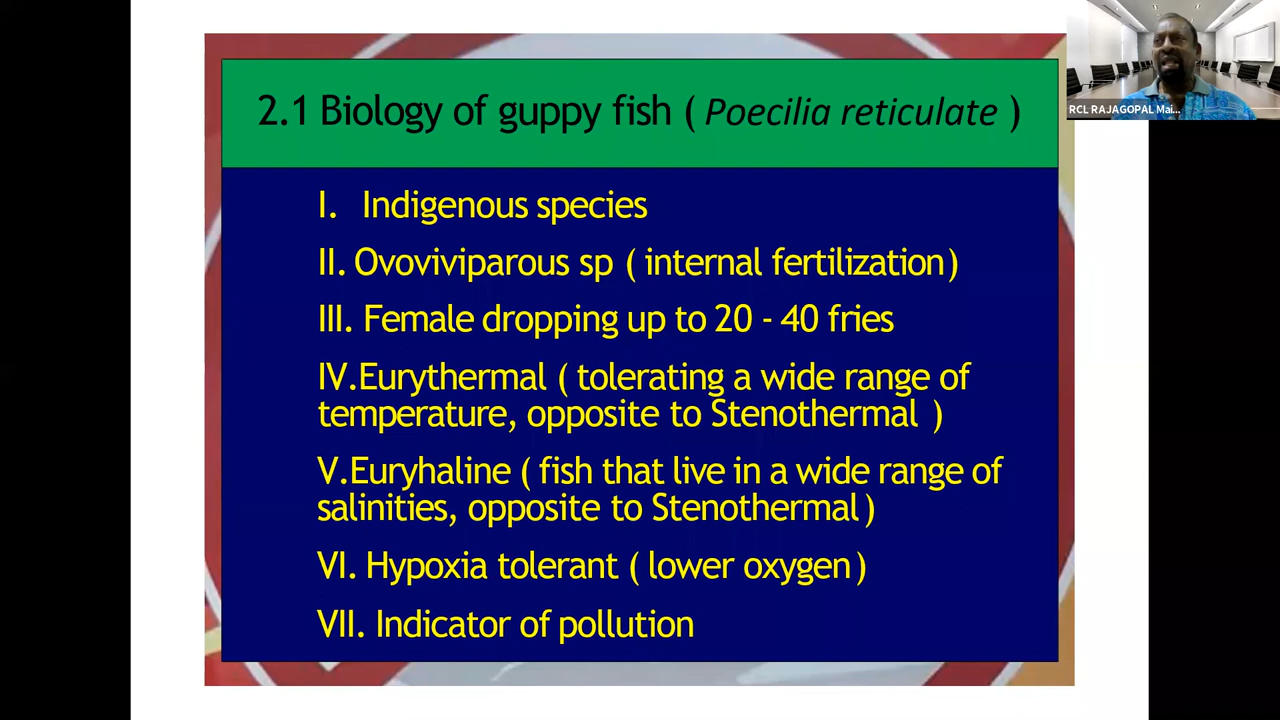 2.1 Biology of guppy fish ( Poecilia reticulate )
RCL RAJAGOPAL Mai...
I. Indigenous species
II. Ovoviviparous sp ( internal fertilization)
III. Female dropping up to 20 - 40 fries
IV.Eurythermal ( tolerating a wide range of
temperature, opposite to Stenothermal )
V.Euryhaline ( fish that live in a wide range of
salinities, opposite to Stenothermal)
VI. Hypoxia tolerant ( lower oxygen)
VII. Indicator of pollution